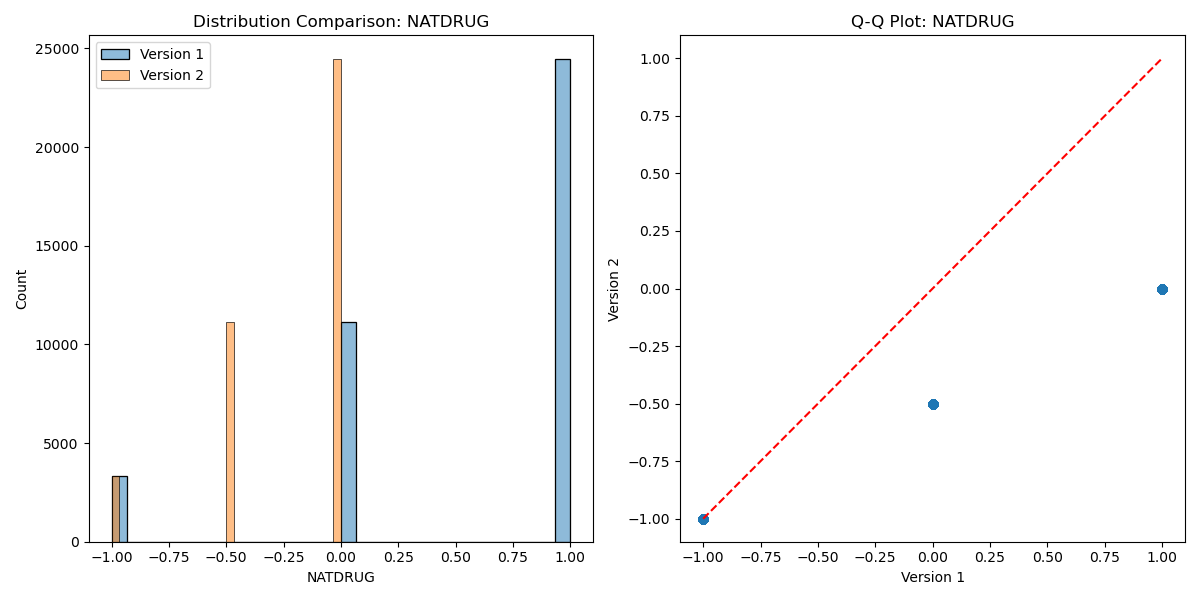 Distribution Comparison: NATDRUG
Version 1
Version 2
25000
20000
15000
10000
5000
0
Count
−1.00 −0.75 −0.50 −0.25 0.00 0.25 0.50 0.75 1.00
NATDRUG
Q-Q Plot: NATDRUG
1.00
0.75
0.50
0.25
0.00
−0.25
−0.50
−0.75
−1.00
Version 2
−1.00 −0.75 −0.50 −0.25 0.00 0.25 0.50 0.75 1.00
Version 1